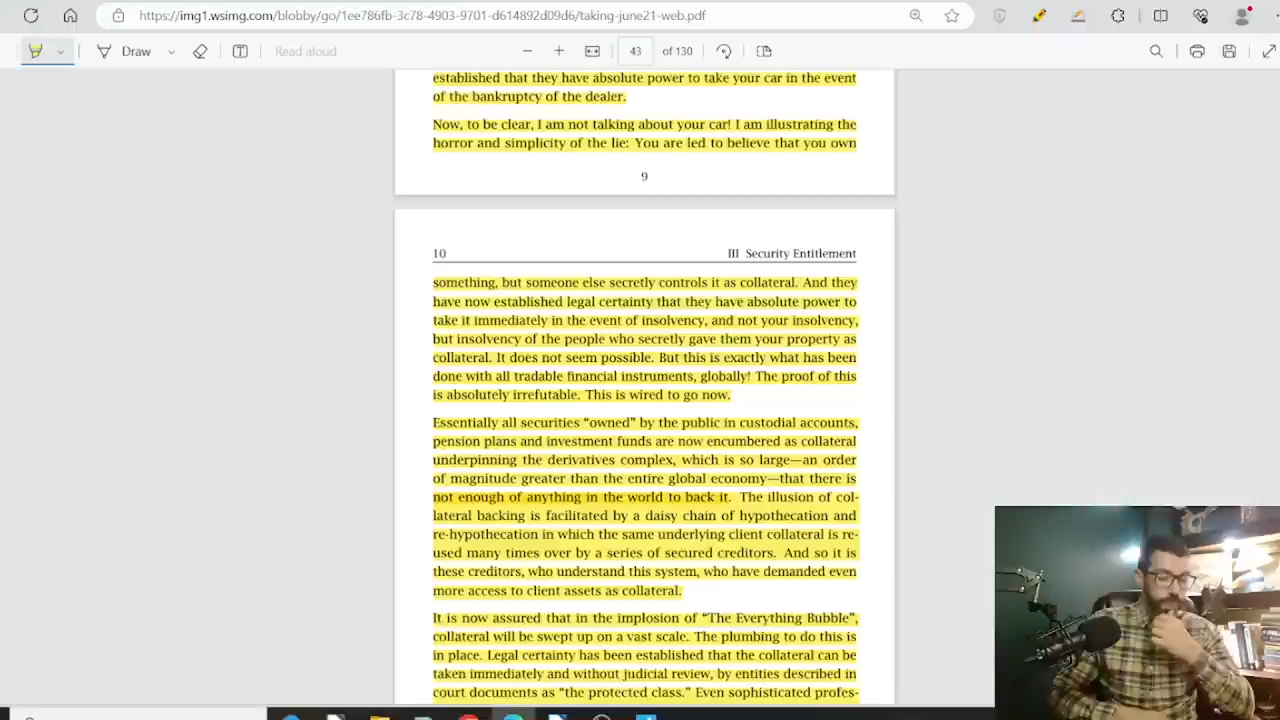 https://img1.wsimg.com/blobby/go/1ee786fb-3c78-4903-9701-d614892d09d6/taking-june21-web.pdf
Draw
Read aloud
43 of 130
established that they have absolute power to take your car in the event
of the bankruptcy of the dealer.
Now, to be clear, I am not talking about your car! I am illustrating the
horror and simplicity of the lie: You are led to believe that you own
9
10 III Security Entitlement
something, but someone else secretly controls it as collateral. And they
have now established legal certainty that they have absolute power to
take it immediately in the event of insolvency, and not your insolvency,
but insolvency of the people who secretly gave them your property as
collateral. It does not seem possible. But this is exactly what has been
done with all tradable financial instruments, globally! The proof of this
is absolutely irrefutable. This is wired to go now.
Essentially all securities “owned” by the public in custodial accounts,
pension plans and investment funds are now encumbered as collateral
underpinning the derivatives complex, which is so large—an order
of magnitude greater than the entire global economy—that there is
not enough of anything in the world to back it. The illusion of col-
lateral backing is facilitated by a daisy chain of hypothecation and
re-hypothecation in which the same underlying client collateral is re-
used many times over by a series of secured creditors. And so it is
these creditors, who understand this system, who have demanded even
more access to client assets as collateral.
It is now assured that in the implosion of “The Everything Bubble”,
collateral will be swept up on a vast scale. The plumbing to do this is
in place. Legal certainty has been established that the collateral can be
taken immediately and without judicial review, by entities described in
court documents as “the protected class.” Even sophisticated profes-